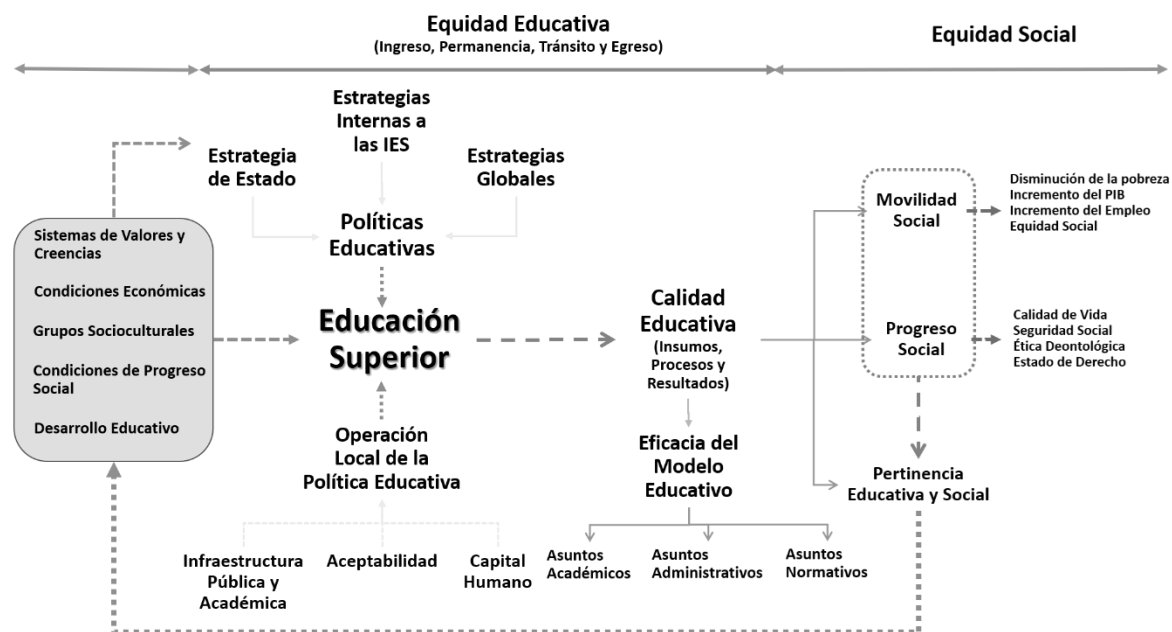 Equidad Educativa
(Ingreso, Permanencia, Tránsito y Egreso)
Equidad Social
Estrategias
Internas a
las IES
Estrategia
de Estado
Estrategias
Globales
Políticas
Educativas
Sistemas de Valores y
Creencias
Condiciones Económicas
Grupos Socioculturales
Condiciones de Progreso
Social
Desarrollo Educativo
Educación
Superior
Operación
Local de la
Política Educativa
Infraestructura
Pública y
Académica
Aceptabilidad
Capital
Humano
Calidad
Educativa
(Insumos,
Procesos y
Resultados)
Eficacia del
Modelo
Educativo
Asuntos
Académicos
Asuntos
Administrativos
Asuntos
Normativos
Movilidad
Social
Disminución de la pobreza
Incremento del PIB
Incremento del Empleo
Equidad Social
Progreso
Social
Calidad de Vida
Seguridad Social
Ética Deontológica
Estado de Derecho
Pertinencia
Educativa y Social